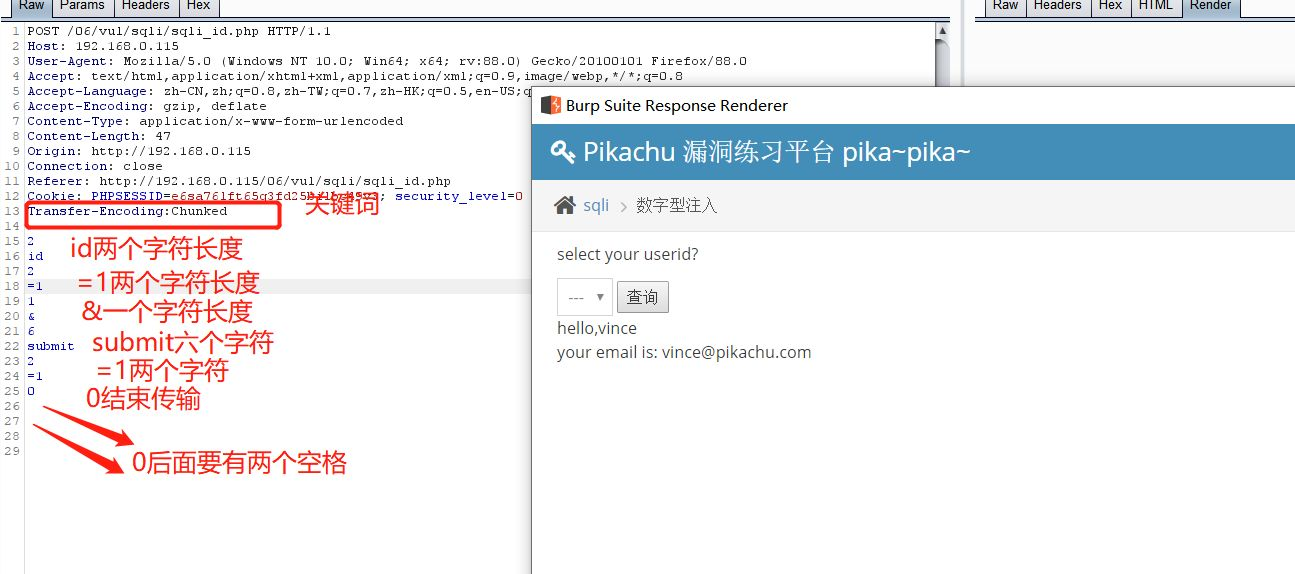 Raw Params Headers Hex
Raw Headers Hex HTML Render
1 POST /06/vul/sqli/sqli_id.php HTTP/1.1
2 Host: 192.168.0.115
3 User-Agent: Mozilla/5.0 (Windows NT 10.0; Win64; x64; rv:88.0) Gecko/20100101 Firefox/88.0
4 Accept: text/html,application/xhtml+xml,application/xml;q=0.9,image/webp,*/*;q=0.8
5 Accept-Language: zh-CN,zh;q=0.8,zh-TW;q=0.7,zh-HK;q=0.5,en-US;q
6 Accept-Encoding: gzip, deflate
7 Content-Type: application/x-www-form-urlencoded
8 Content-Length: 47
9 Origin: http://192.168.0.115
10 Connection: close
11 Referer: http://192.168.0.115/06/vul/sqli/sqli_id.php
12 Cookie: security_level=0
13 Transfer-Encoding:Chunked
关键词
14
15 2
16 id
id两个字符长度
17 2
18 =1
=1两个字符长度
19 1
20 &
&一个字符长度
21 6
22 submit
submit六个字符
23 2
24 =1
=1两个字符
25 0
0结束传输
26
27
28
29
0后面要有两个空格
Burp Suite Response Renderer
Pikachu 漏洞练习平台 pika~pika~
sqli > 数字型注入
select your userid?
--- 查询
hello,vince
your email is: vince@pikachu.com